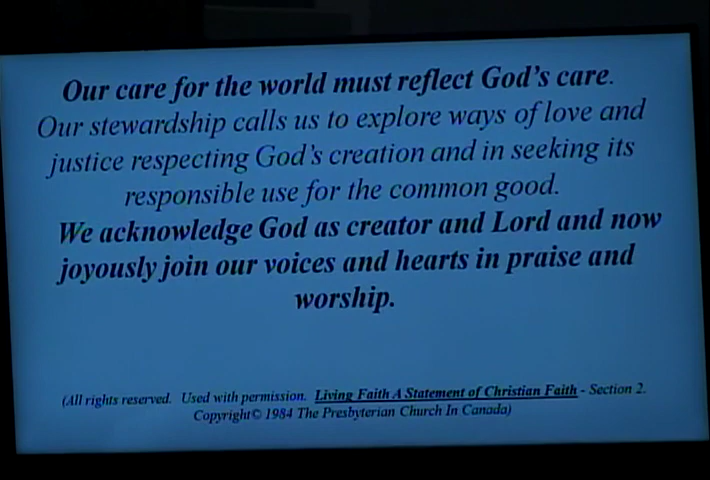 Our care for the world must reflect God's care.
Our stewardship calls us to explore ways of love and
justice respecting God's creation and in seeking its
responsible use for the common good.
We acknowledge God as creator and Lord and now
joyously join our voices and hearts in praise and
worship.
(All rights reserved. Used with permission. Living Faith A Statement of Christian Faith - Section 2.
Copyright© 1984 The Presbyterian Church In Canada)